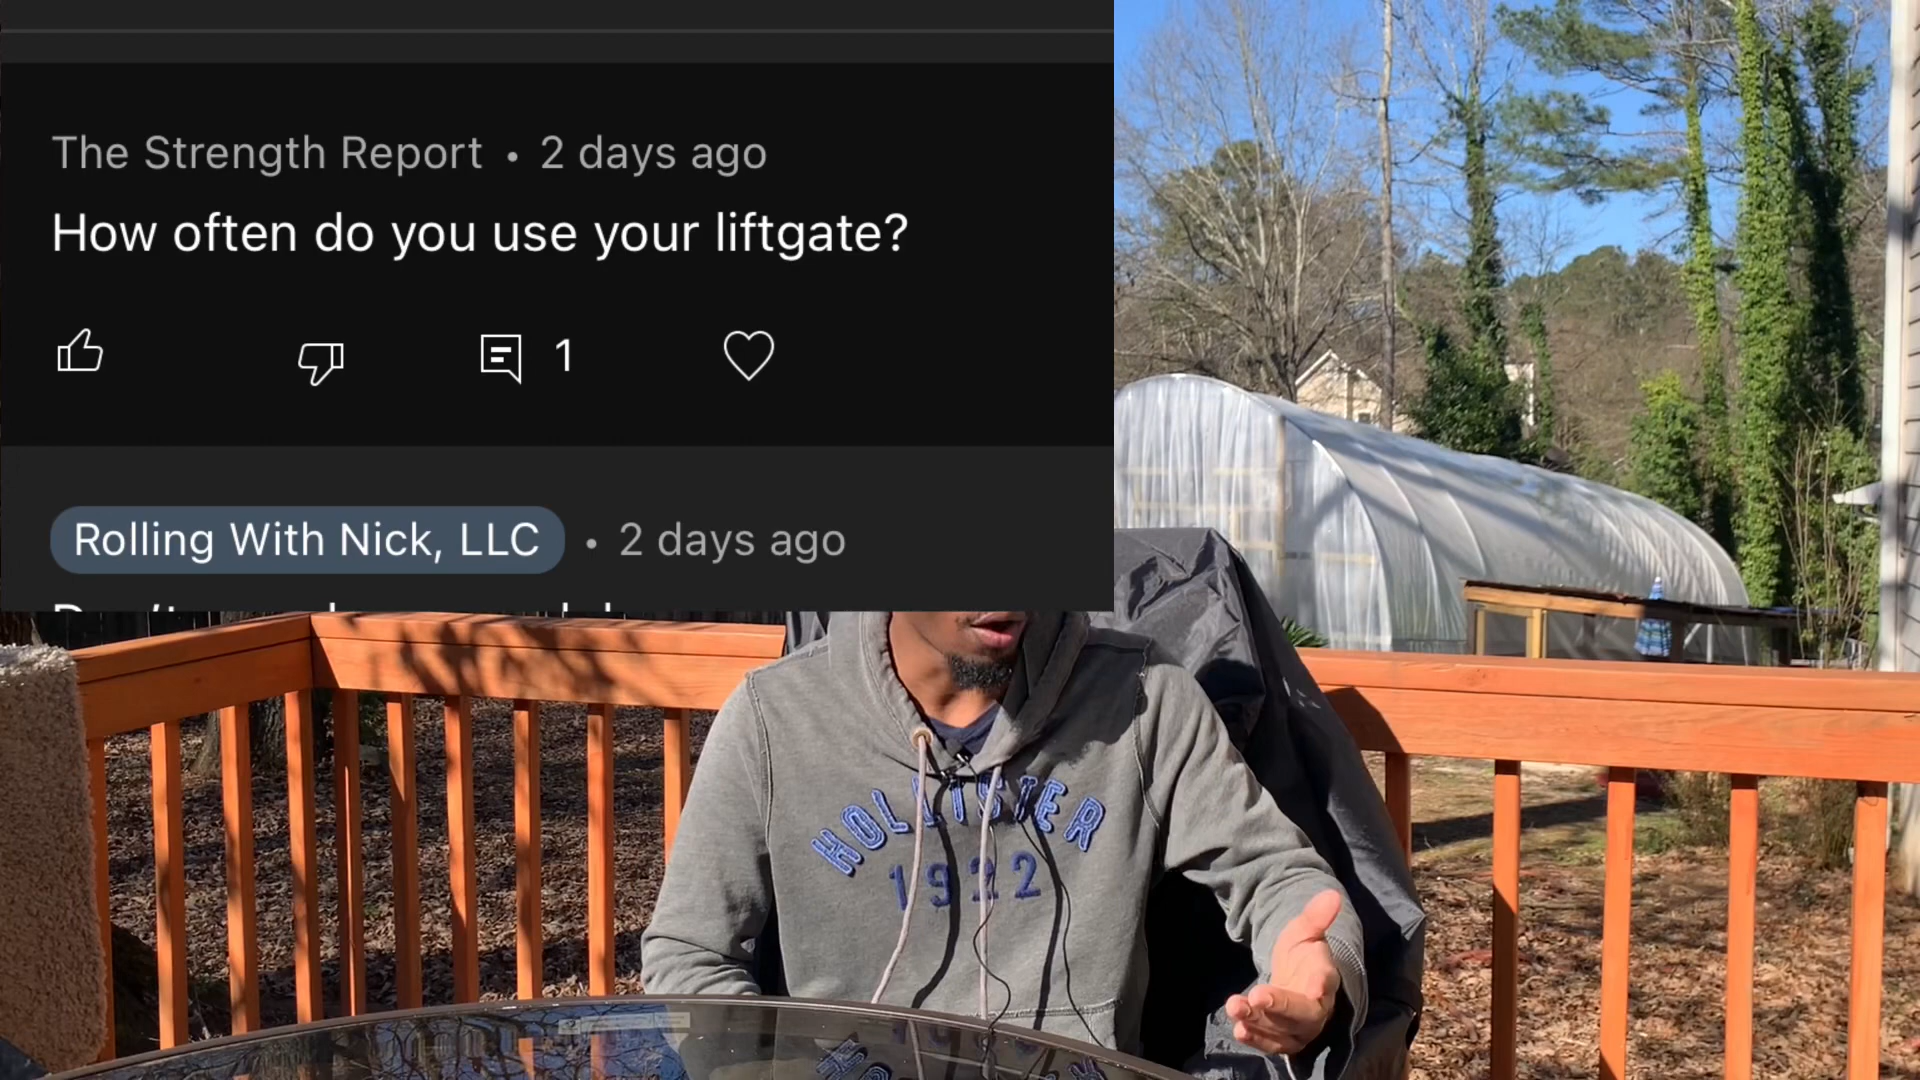 The Strength Report • 2 days ago
How often do you use your liftgate?
1
Rolling With Nick, LLC • 2 days ago
HOLLISTER
1922